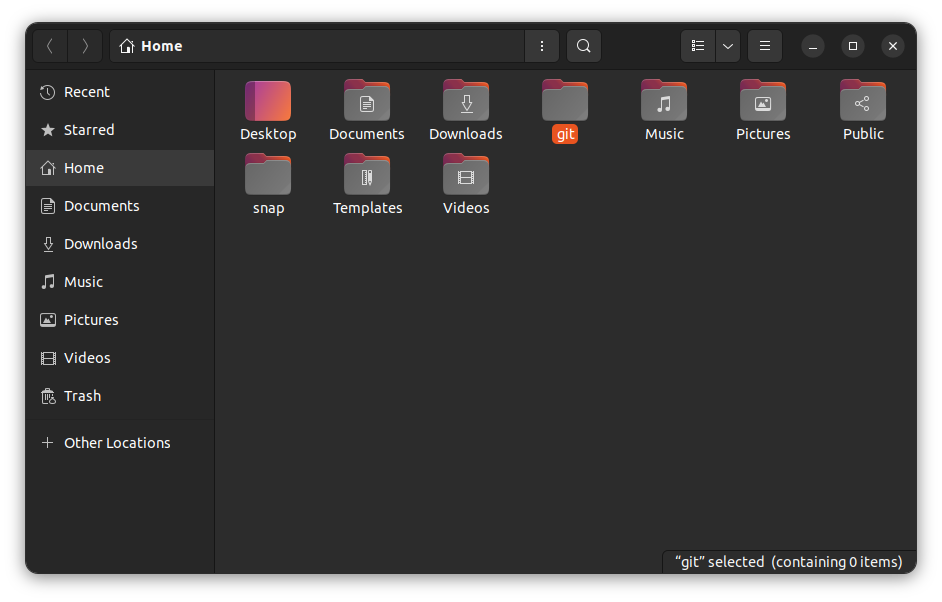 Home
Recent
Starred
Home
Documents
Downloads
Music
Pictures
Videos
Trash
Other Locations
Desktop Documents Downloads git Music Pictures Public
snap Templates Videos
“git” selected (containing 0 items)